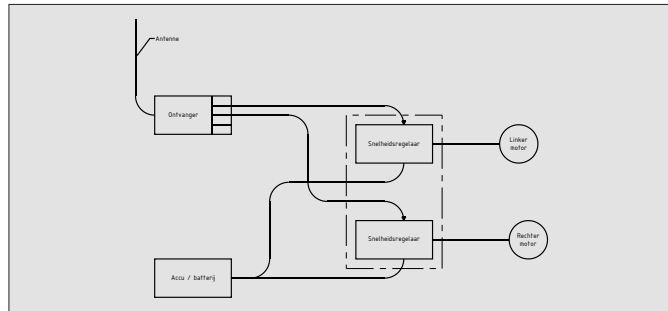 Antenne
Ontvanger
Snelheidsregelaar
Linker
motor
Snelheidsregelaar
Rechter
motor
Accu / batterij